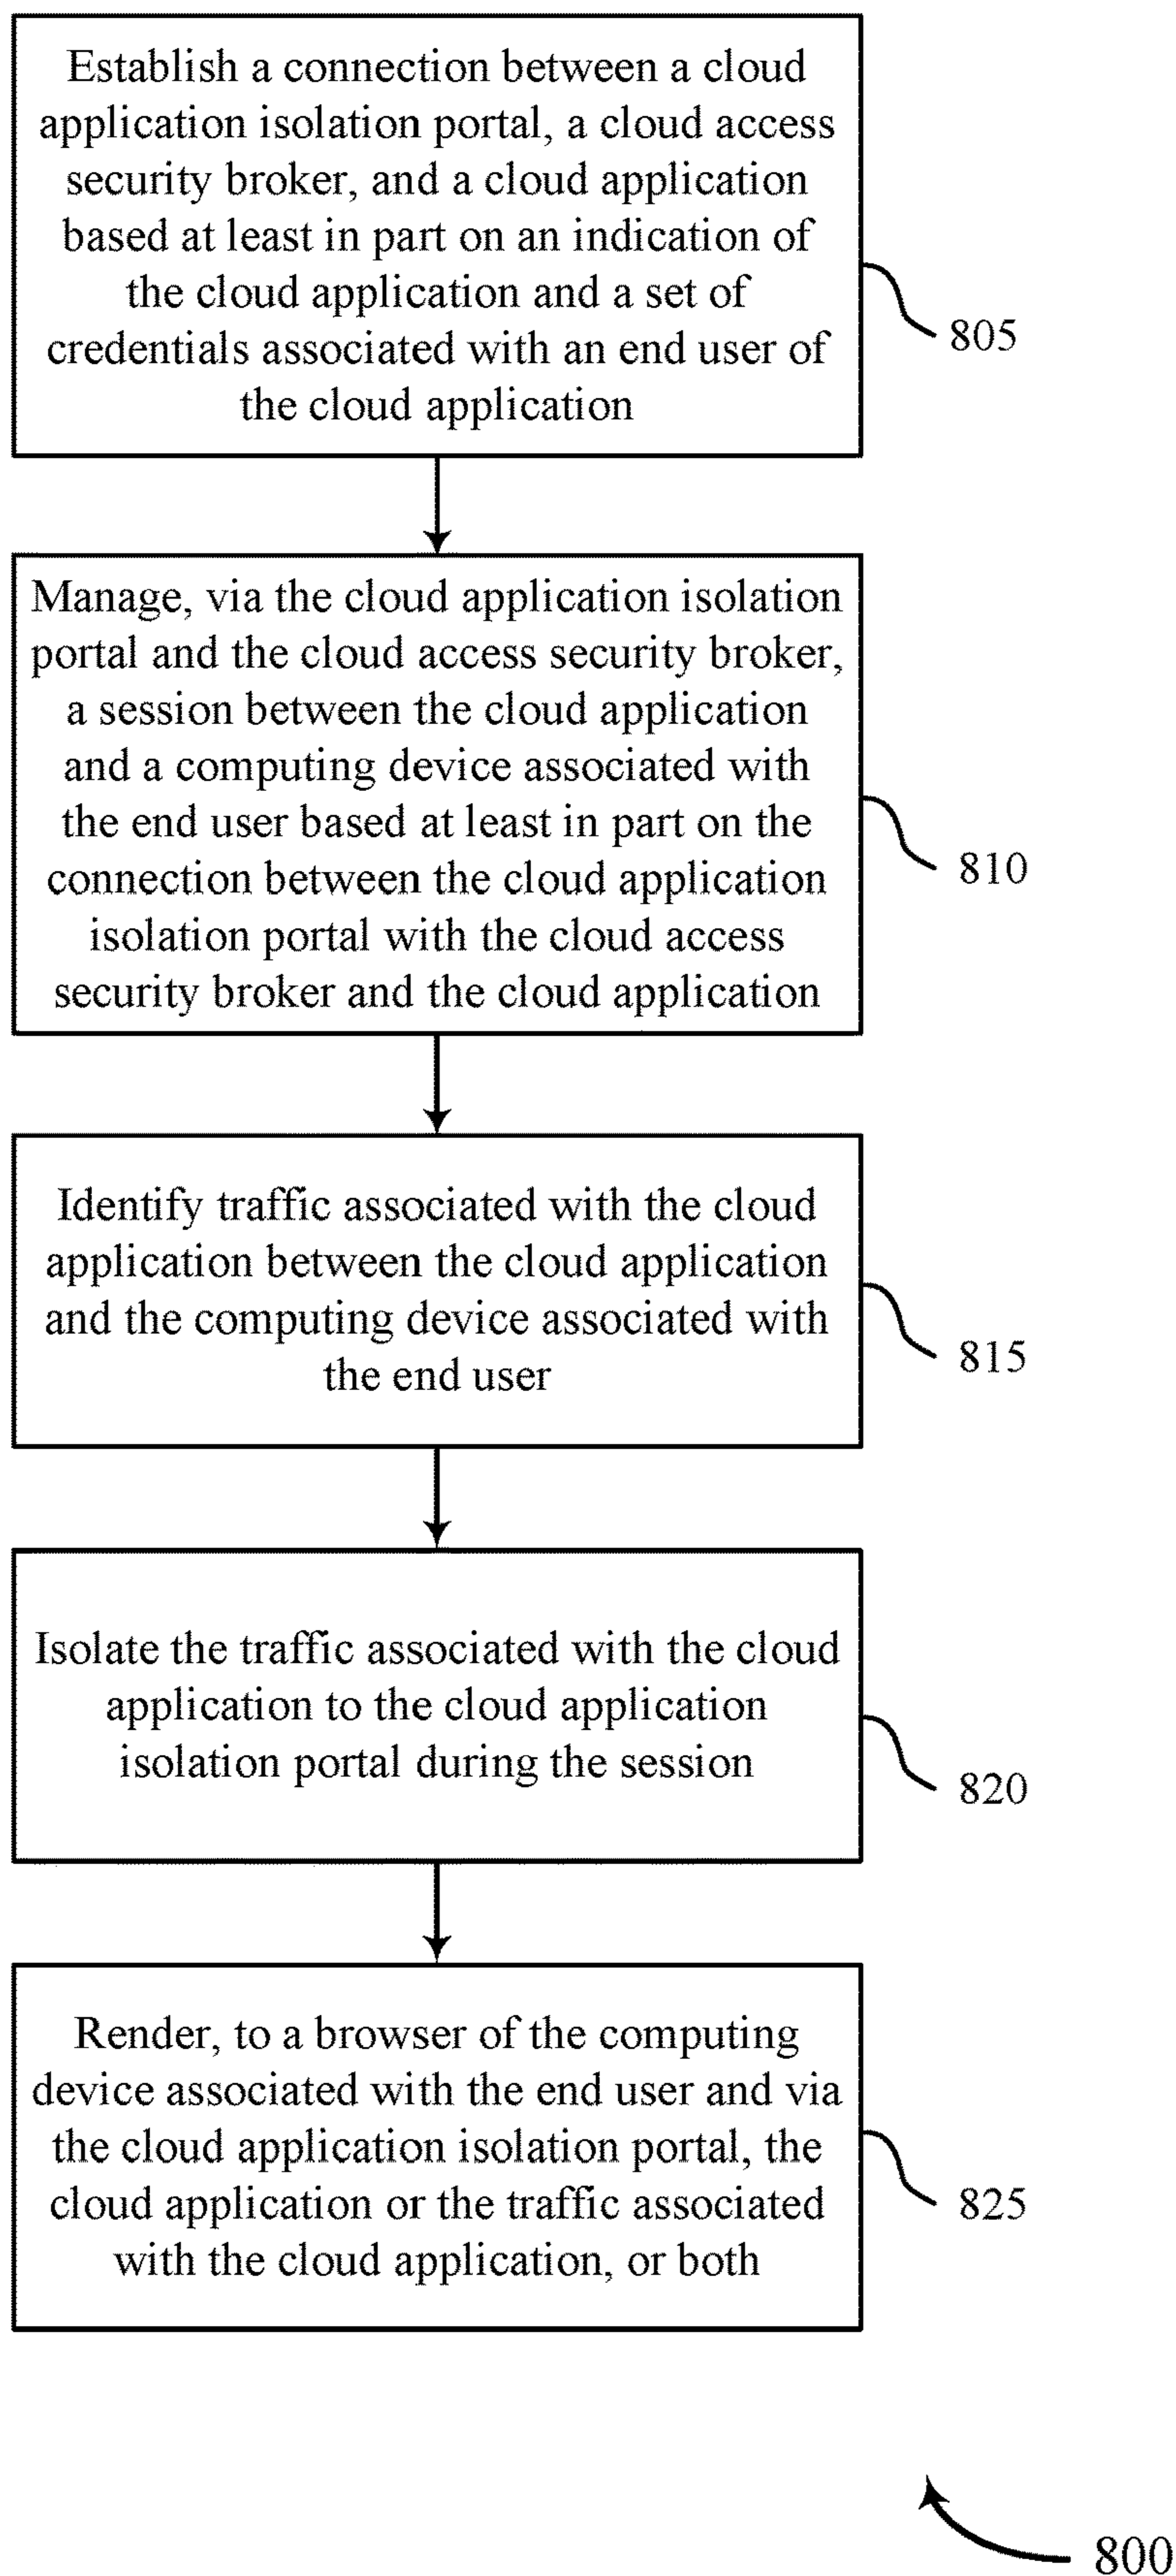 Establish a connection between a cloud
application isolation portal, a cloud access
security broker, and a cloud application
based at least in part on an indication of
the cloud application and a set of
credentials associated with an end user of
the cloud application
805
Manage, via the cloud application isolation
portal and the cloud access security broker,
a session between the cloud application
and a computing device associated with
the end user based at least in part on the
connection between the cloud application
isolation portal with the cloud access
security broker and the cloud application
810
Identify traffic associated with the cloud
application between the cloud application
and the computing device associated with
the end user
815
Isolate the traffic associated with the cloud
application to the cloud application
isolation portal during the session
820
Render, to a browser of the computing
device associated with the end user and via
the cloud application isolation portal, the
cloud application or the traffic associated
with the cloud application, or both
825
800